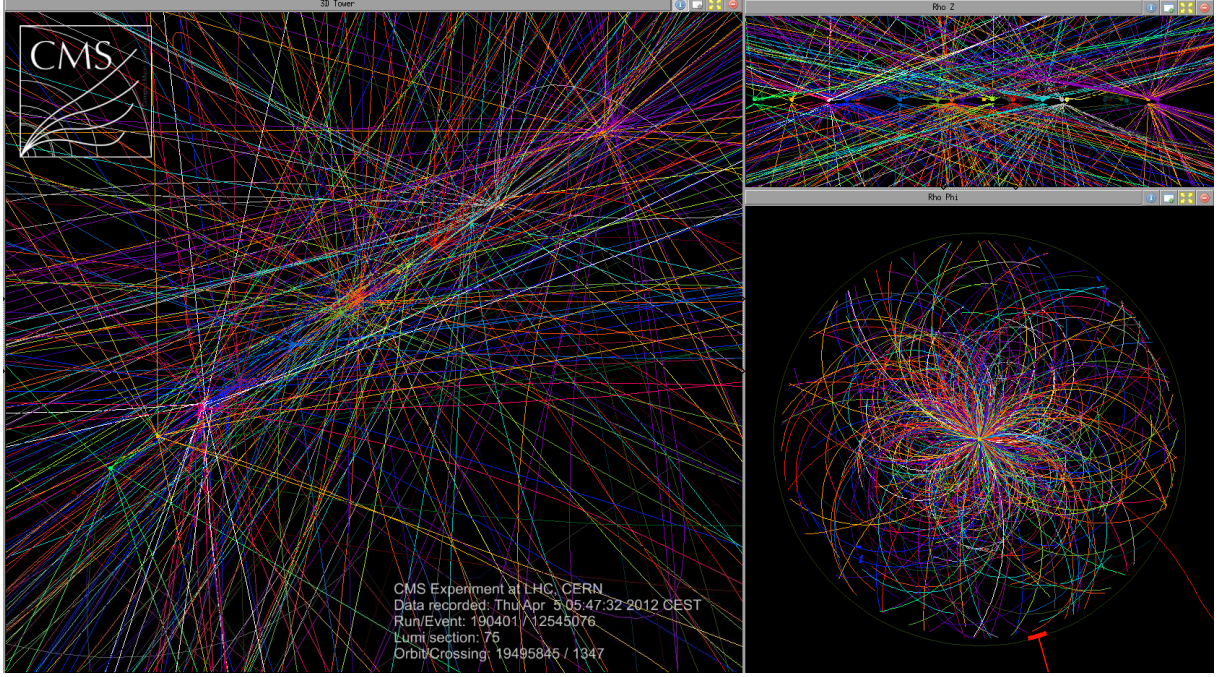 3D Tower
CMS
CMS Experiment at LHC, CERN
Data recorded: Thu Apr 5 05:47:32 2012 CEST
Run/Event: 190401 / 12545076
Lumi section: 75
Orbit/Crossing: 19495845 / 1347
Rho Z
Rho Phi